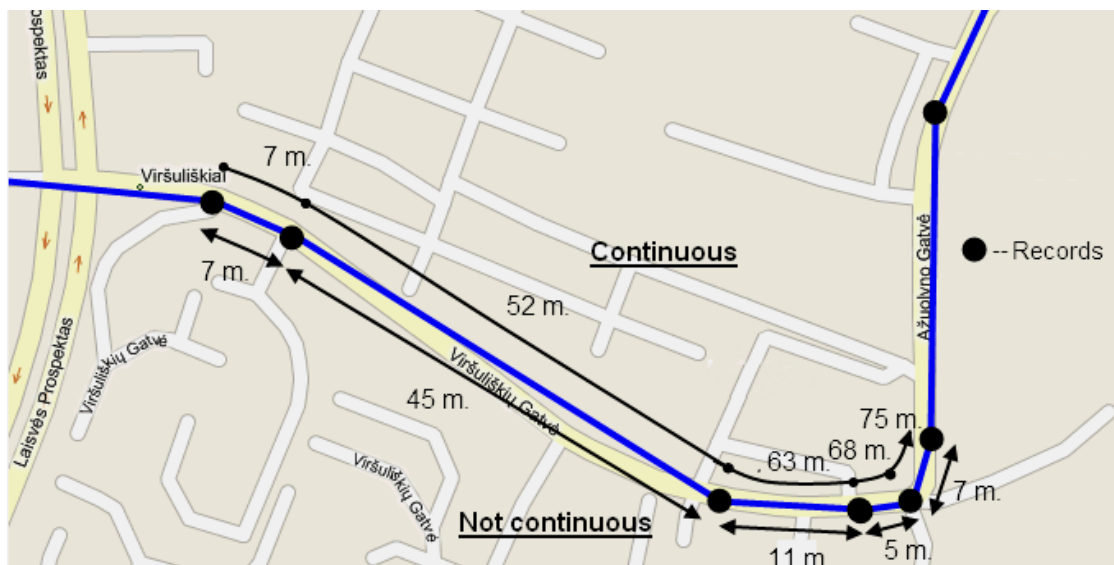 ospektas
Viršuliškiai
7 m.
Continuous
-- Records
7 m.
52 m.
Ažuolvno Gatvė
Viršuliškių Gatvė
Viršuliškių Gatvė
45 m.
Laisvės Prospektas
75 m.
68 m.
63 m.
Viršuliškių Gatvė
7 m.
Not continuous
11 m
5 m.